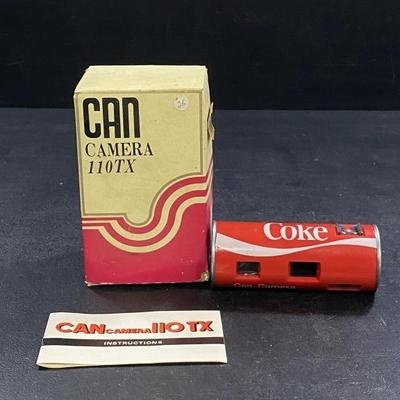 CAN
CAMERA
110TX
Coke
Can Camera
CAN CAMERA 110 TX
INSTRUCTIONS